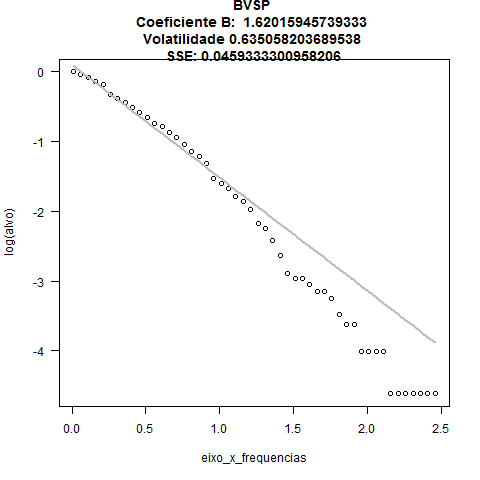 BVSP
Coeficiente B:  1.62015945739333
Volatilidade 0.635058203689538
SSE: 0.0459333300958206
0
-1
-2
-3
-4
log(alvo)
0.0
0.5
1.0
1.5
2.0
2.5
eixo_x_frequencias